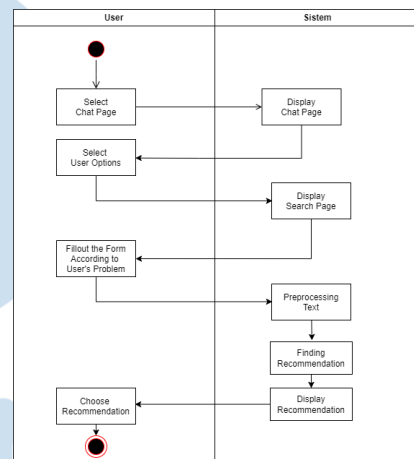 User
Sistem
Select
Chat Page
Display
Chat Page
Select
User Options
Display
Search Page
Fillout the Form
According to
User's Problem
Preprocessing
Text
Finding
Recommendation
Choose
Recommendation
Display
Recommendation